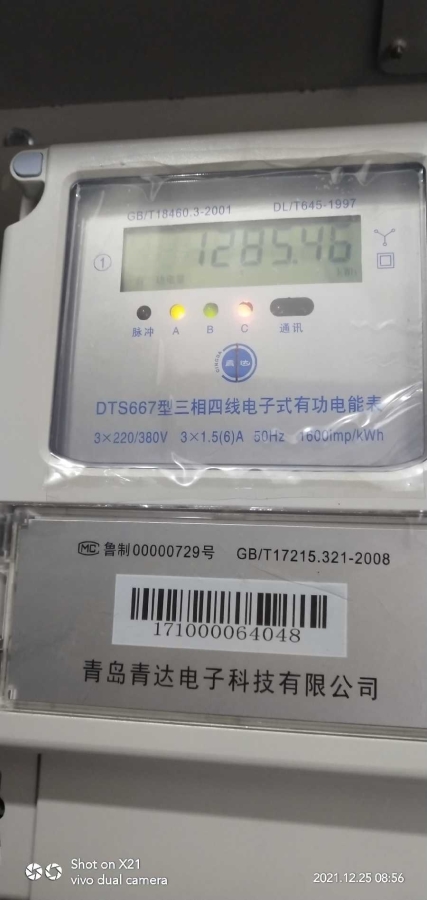 GB/T18460.3-2001 DL/T645-1997
① 1285.46
kWh
脉冲 A B C 通讯
青达
DTS667型三相四线电子式有功电能表
3×220/380V 3×1.5(6)A 50Hz 1600imp/kWh
MC 鲁制00000729号 GB/T17215.321-2008
171000064048
青岛青达电子科技有限公司
Shot on X21
vivo dual camera
2021.12.25 08:56